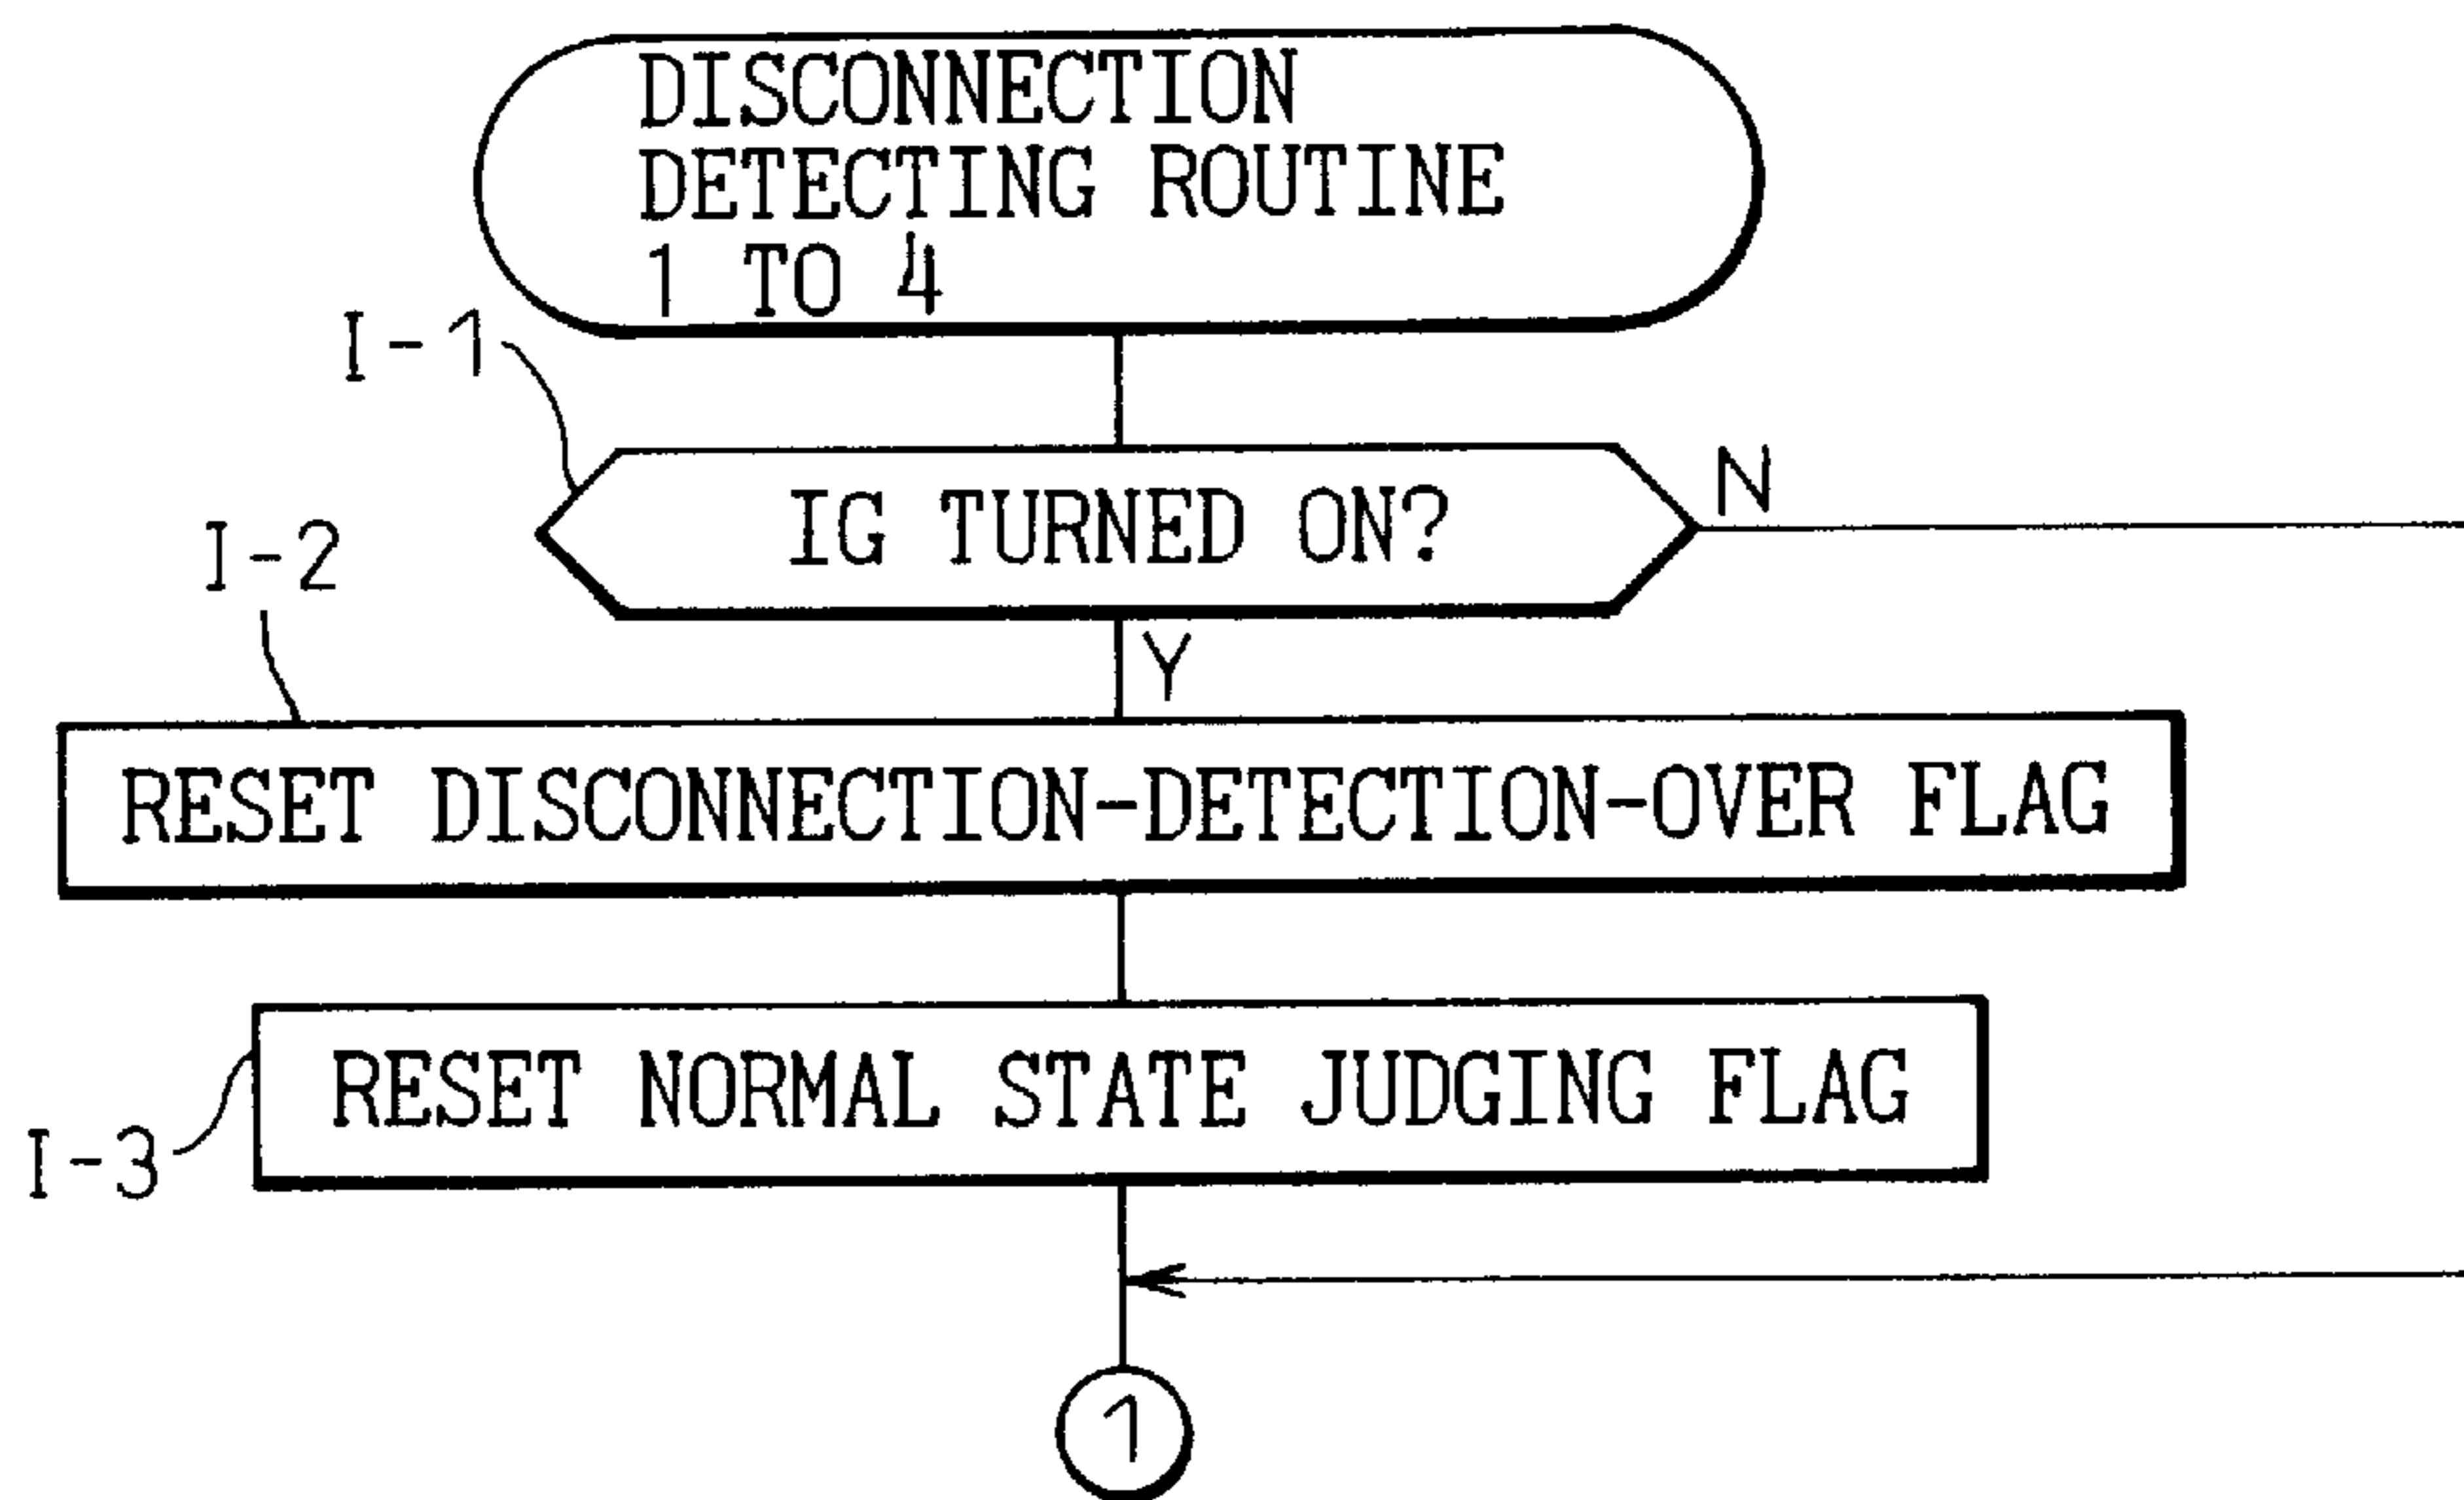 DISCONNECTION
DETECTING ROUTINE
1 TO 4
I-1
IG TURNED ON?
N
I-2
Y
RESET DISCONNECTION-DETECTION-OVER FLAG
RESET NORMAL STATE JUDGING FLAG
I-3
1